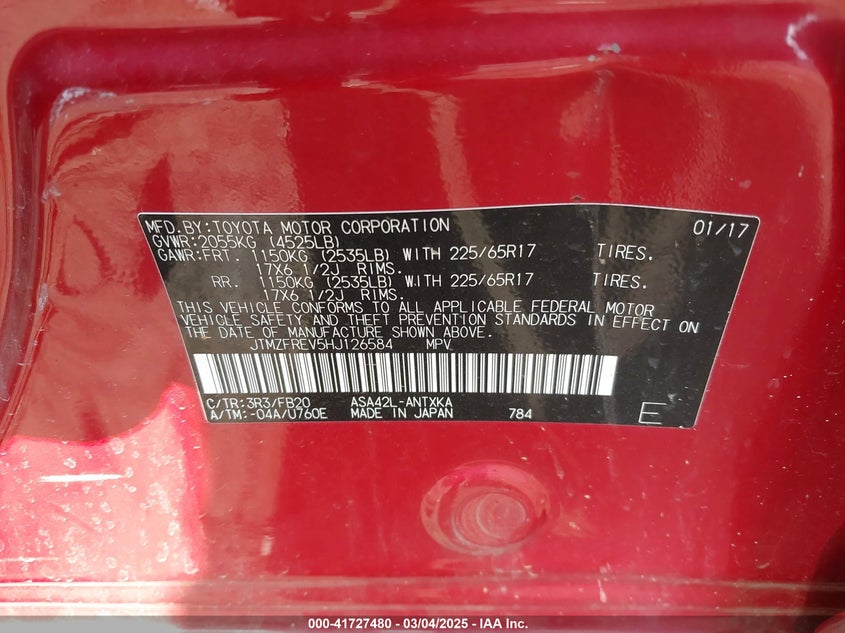 MFD.BY:TOYOTA MOTOR CORPORATION 01/17
GVWR:2055KG (4525LB)
GAWR:FRT. 1150KG (2535LB) WITH 225/65R17 TIRES.
17X6 1/2J RIMS.
RR. 1150KG (2535LB) WITH 225/65R17 TIRES.
17X6 1/2J RIMS.
THIS VEHICLE CONFORMS TO ALL APPLICABLE FEDERAL MOTOR
VEHICLE SAFETY AND THEFT PREVENTION STANDARDS IN EFFECT ON
THE DATE OF MANUFACTURE SHOWN ABOVE.
JTMZFREV5HJ126584 MPV
C/TR:3R3/FB20 ASA42L-ANTXKA
A/TM:-04A/U760E MADE IN JAPAN 784 E
000-41727480 - 03/04/2025 - IAA Inc.